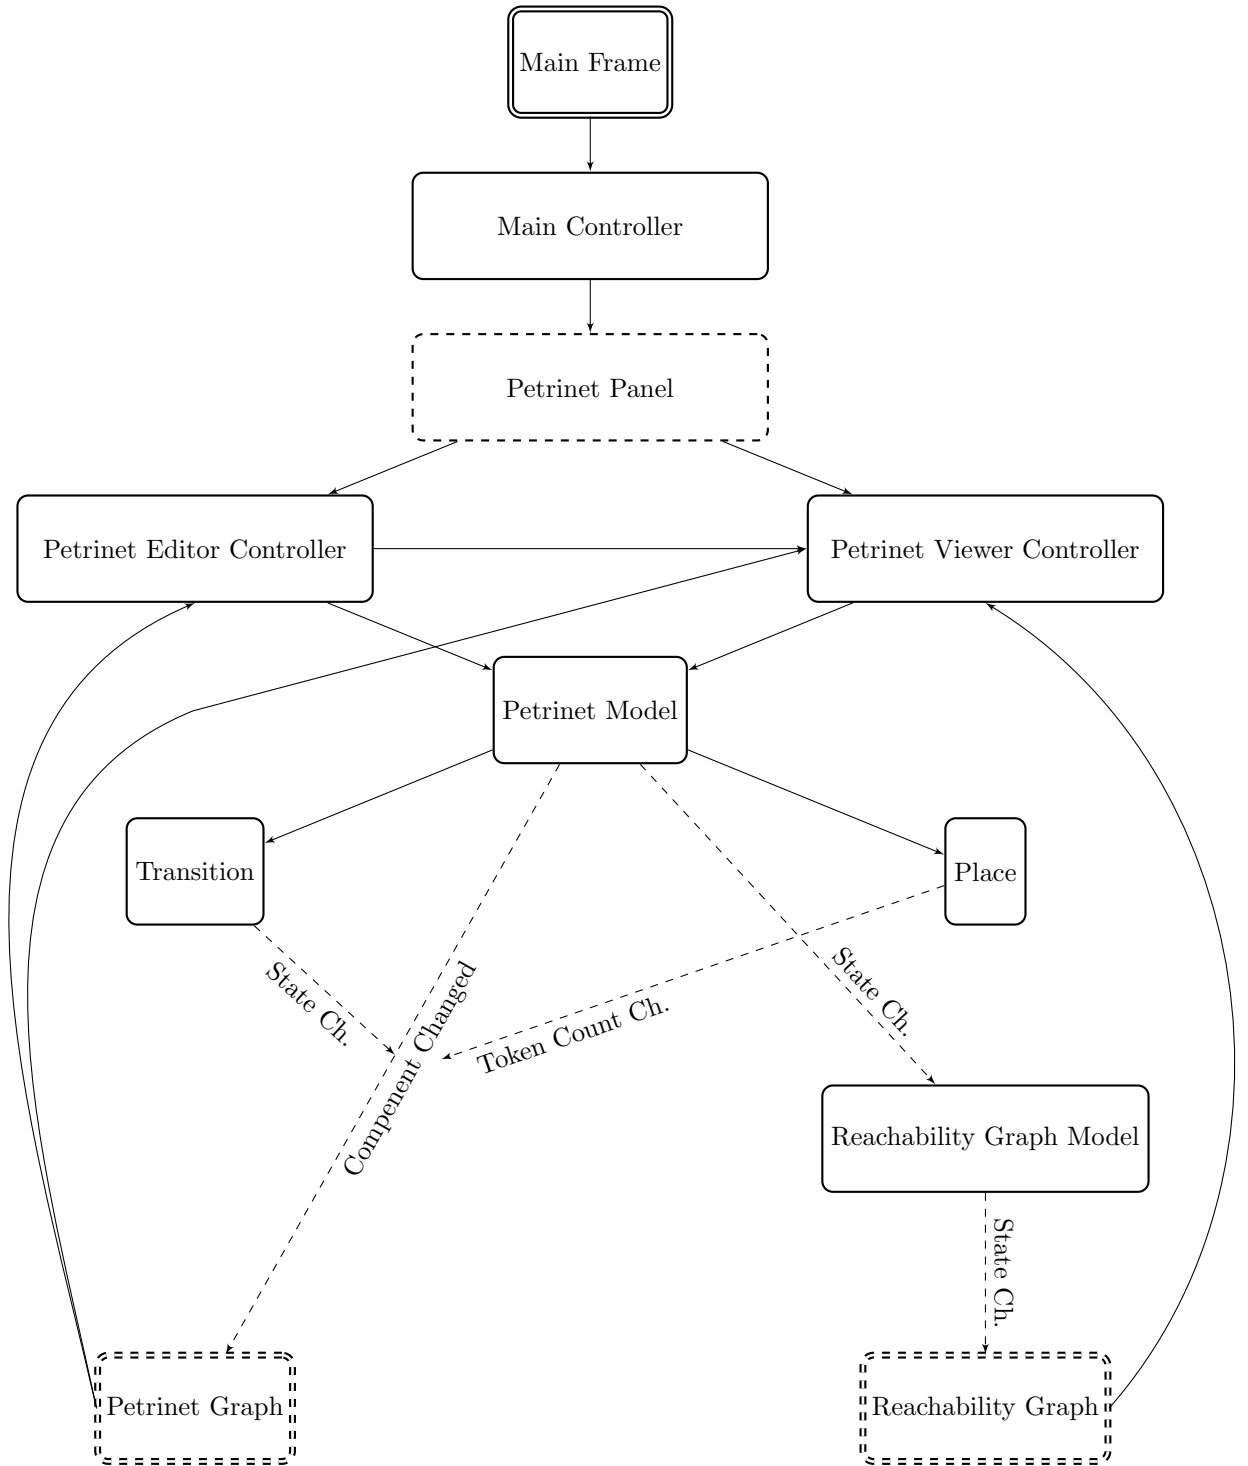 Main Frame
Main Controller
Petrinet Panel
Petrinet Editor Controller
Petrinet Viewer Controller
Petrinet Model
Transition
Place
State Ch.
Compenent Changed
Token Count Ch.
State Ch.
Reachability Graph Model
State Ch.
Petrinet Graph
Reachability Graph